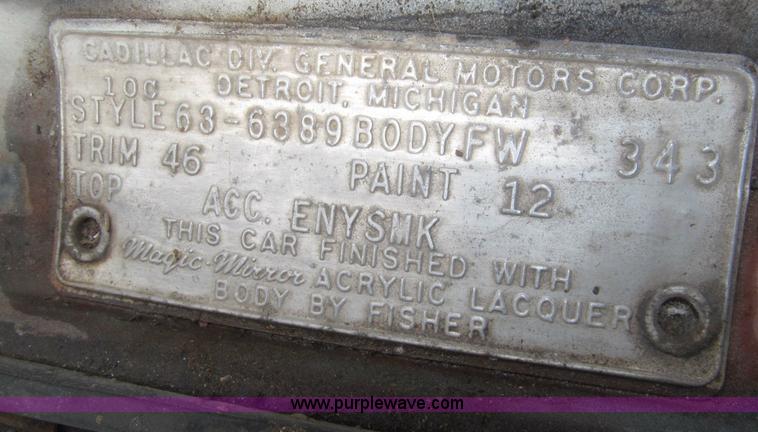 CADILLAC DIV. GENERAL MOTORS CORP.
10C DETROIT, MICHIGAN
STYLE 63-6389 BODY FW 343
TRIM 46 PAINT 12
TOP ACC. ENYSMK
THIS CAR FINISHED WITH
Magic-Mirror ACRYLIC LACQUER
BODY BY FISHER
www.purplewave.com